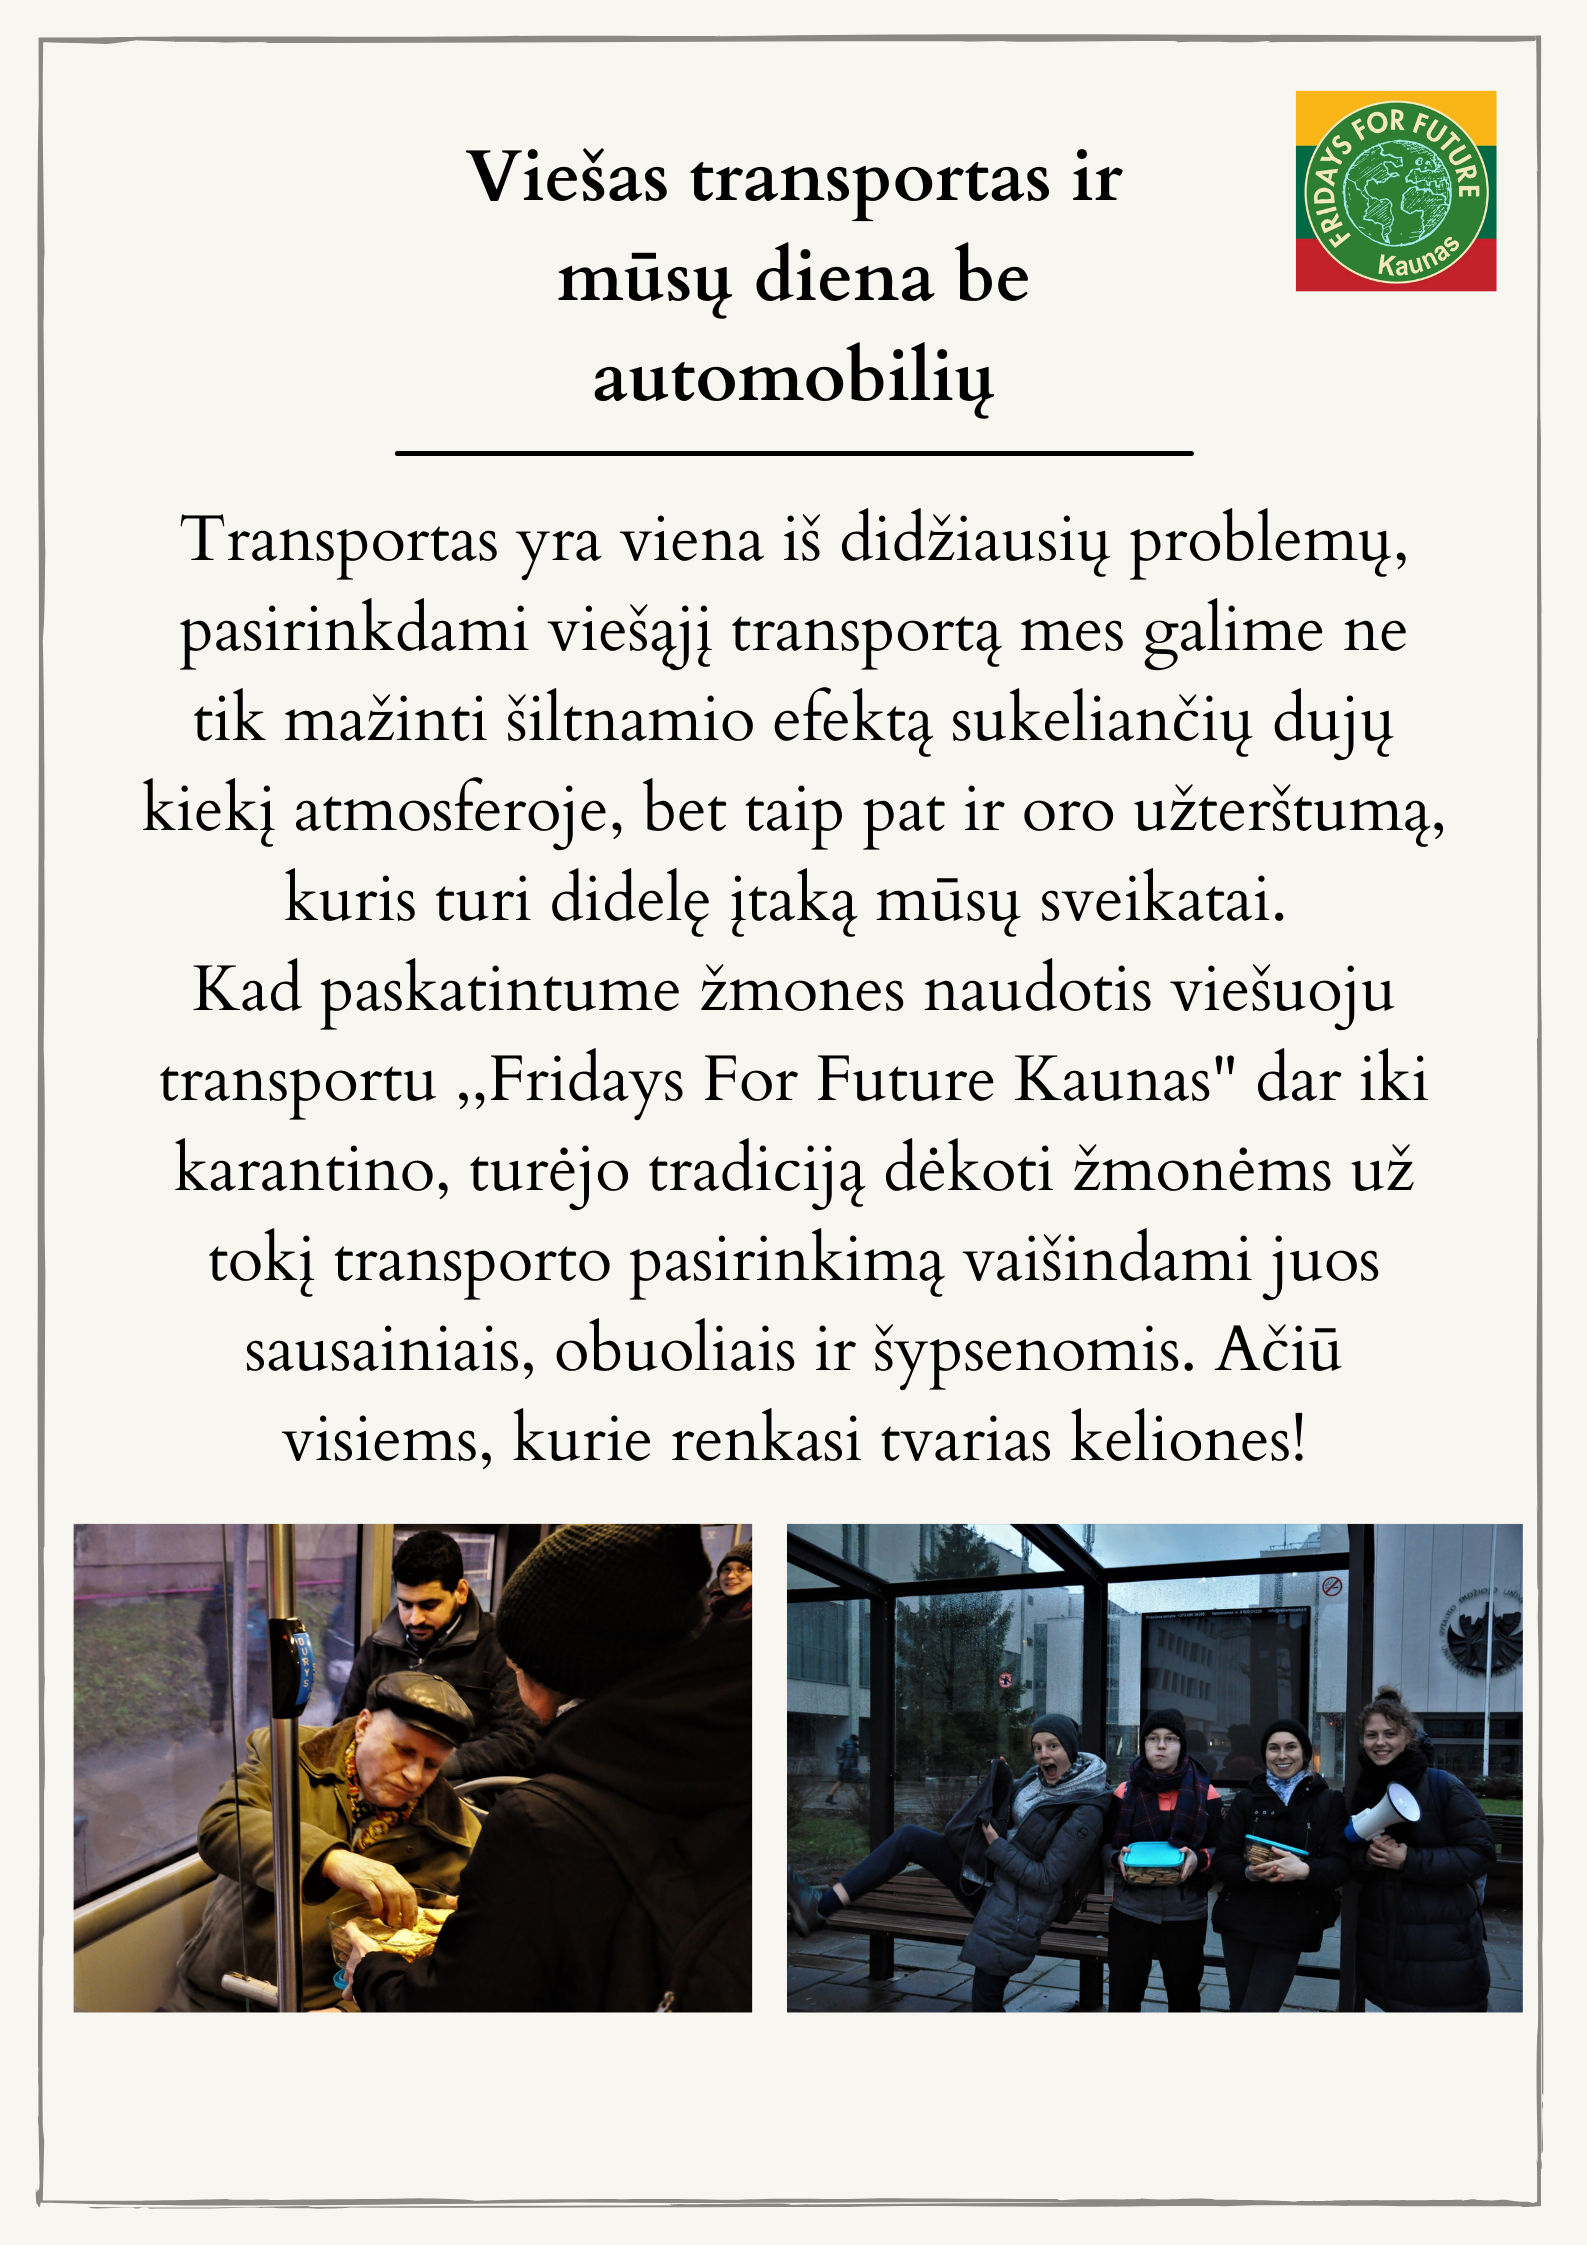 Viešas transportas ir
mūsų diena be
automobilių
FRIDAYS FOR FUTURE
Kaunas
Transportas yra viena iš didžiausių problemų,
pasirinkdami viešąjį transportą mes galime ne
tik mažinti šiltnamio efektą sukeliančių dujų
kiekį atmosferoje, bet taip pat ir oro užterštumą,
kuris turi didelę įtaką mūsų sveikatai.
Kad paskatintume žmones naudotis viešuoju
transportu ,,Fridays For Future Kaunas" dar iki
karantino, turėjo tradiciją dėkoti žmonėms už
tokį transporto pasirinkimą vaišindami juos
sausainiais, obuoliais ir šypsenomis. Ačiū
visiems, kurie renkasi tvarias keliones!
DURYS